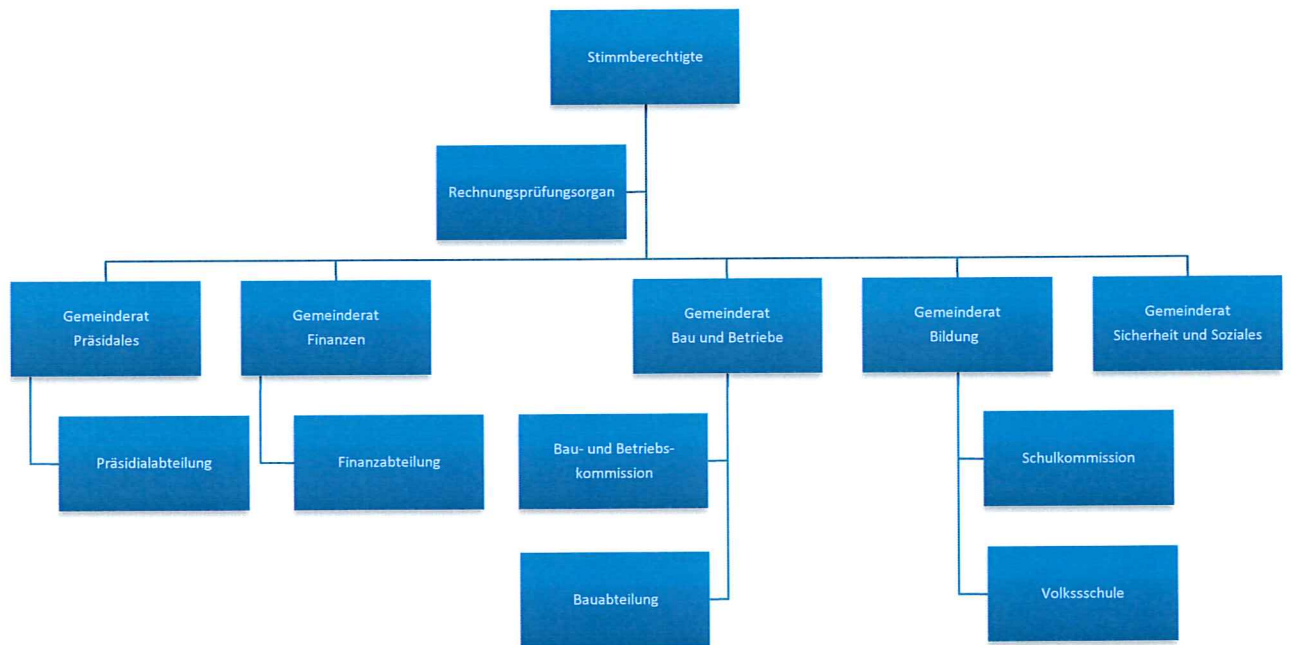 Stimmberechtigte
Rechnungsprüfungsorgan
Gemeinderat
Präsidales
Gemeinderat
Finanzen
Gemeinderat
Bau und Betriebe
Gemeinderat
Bildung
Gemeinderat
Sicherheit und Soziales
Präsidialabteilung
Finanzabteilung
Bau- und Betriebs-
kommission
Schulkommission
Bauabteilung
Volkssschule